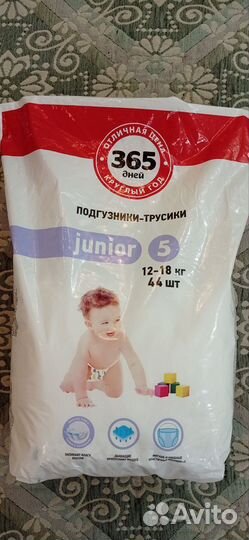 ОТЛИЧНАЯ ЦЕНА
365
дней
КРУГЛЫЙ ГОД
ПОДГУЗНИКИ-ТРУСИКИ
junior 5
12-18 кг
44 шт
Avito